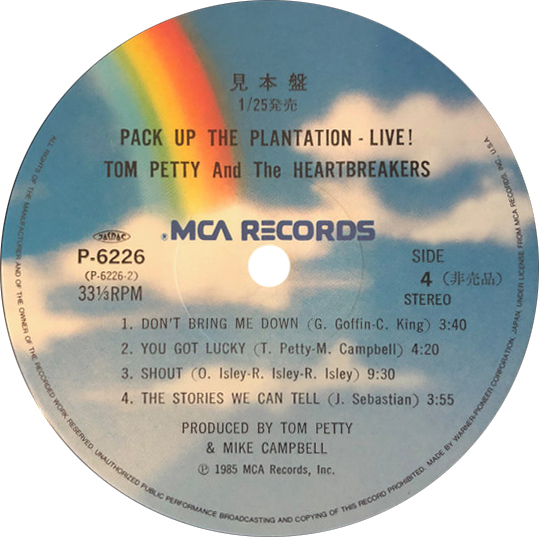 見本盤
1/25発売
PACK UP THE PLANTATION - LIVE!
TOM PETTY And The HEARTBREAKERS
® MCA RECORDS
JASRAC
P-6226
(P-6226-2)
33⅓RPM
SIDE
4 (非売品)
STEREO
1. DON'T BRING ME DOWN (G. Goffin-C. King) 3:40
2. YOU GOT LUCKY (T. Petty-M. Campbell) 4:20
3. SHOUT (O. Isley-R. Isley-R. Isley) 9:30
4. THE STORIES WE CAN TELL (J. Sebastian) 3:55
PRODUCED BY TOM PETTY
& MIKE CAMPBELL
Ⓟ 1985 MCA Records, Inc.
ALL RIGHTS OF THE MANUFACTURER AND OF THE OWNER OF THE RECORDED WORK RESERVED. UNAUTHORIZED PUBLIC PERFORMANCE BROADCASTING AND COPYING OF THIS RECORD PROHIBITED. MADE BY WARNER-PIONEER CORPORATION, JAPAN, UNDER LICENSE FROM MCA RECORDS, INC., U.S.A.